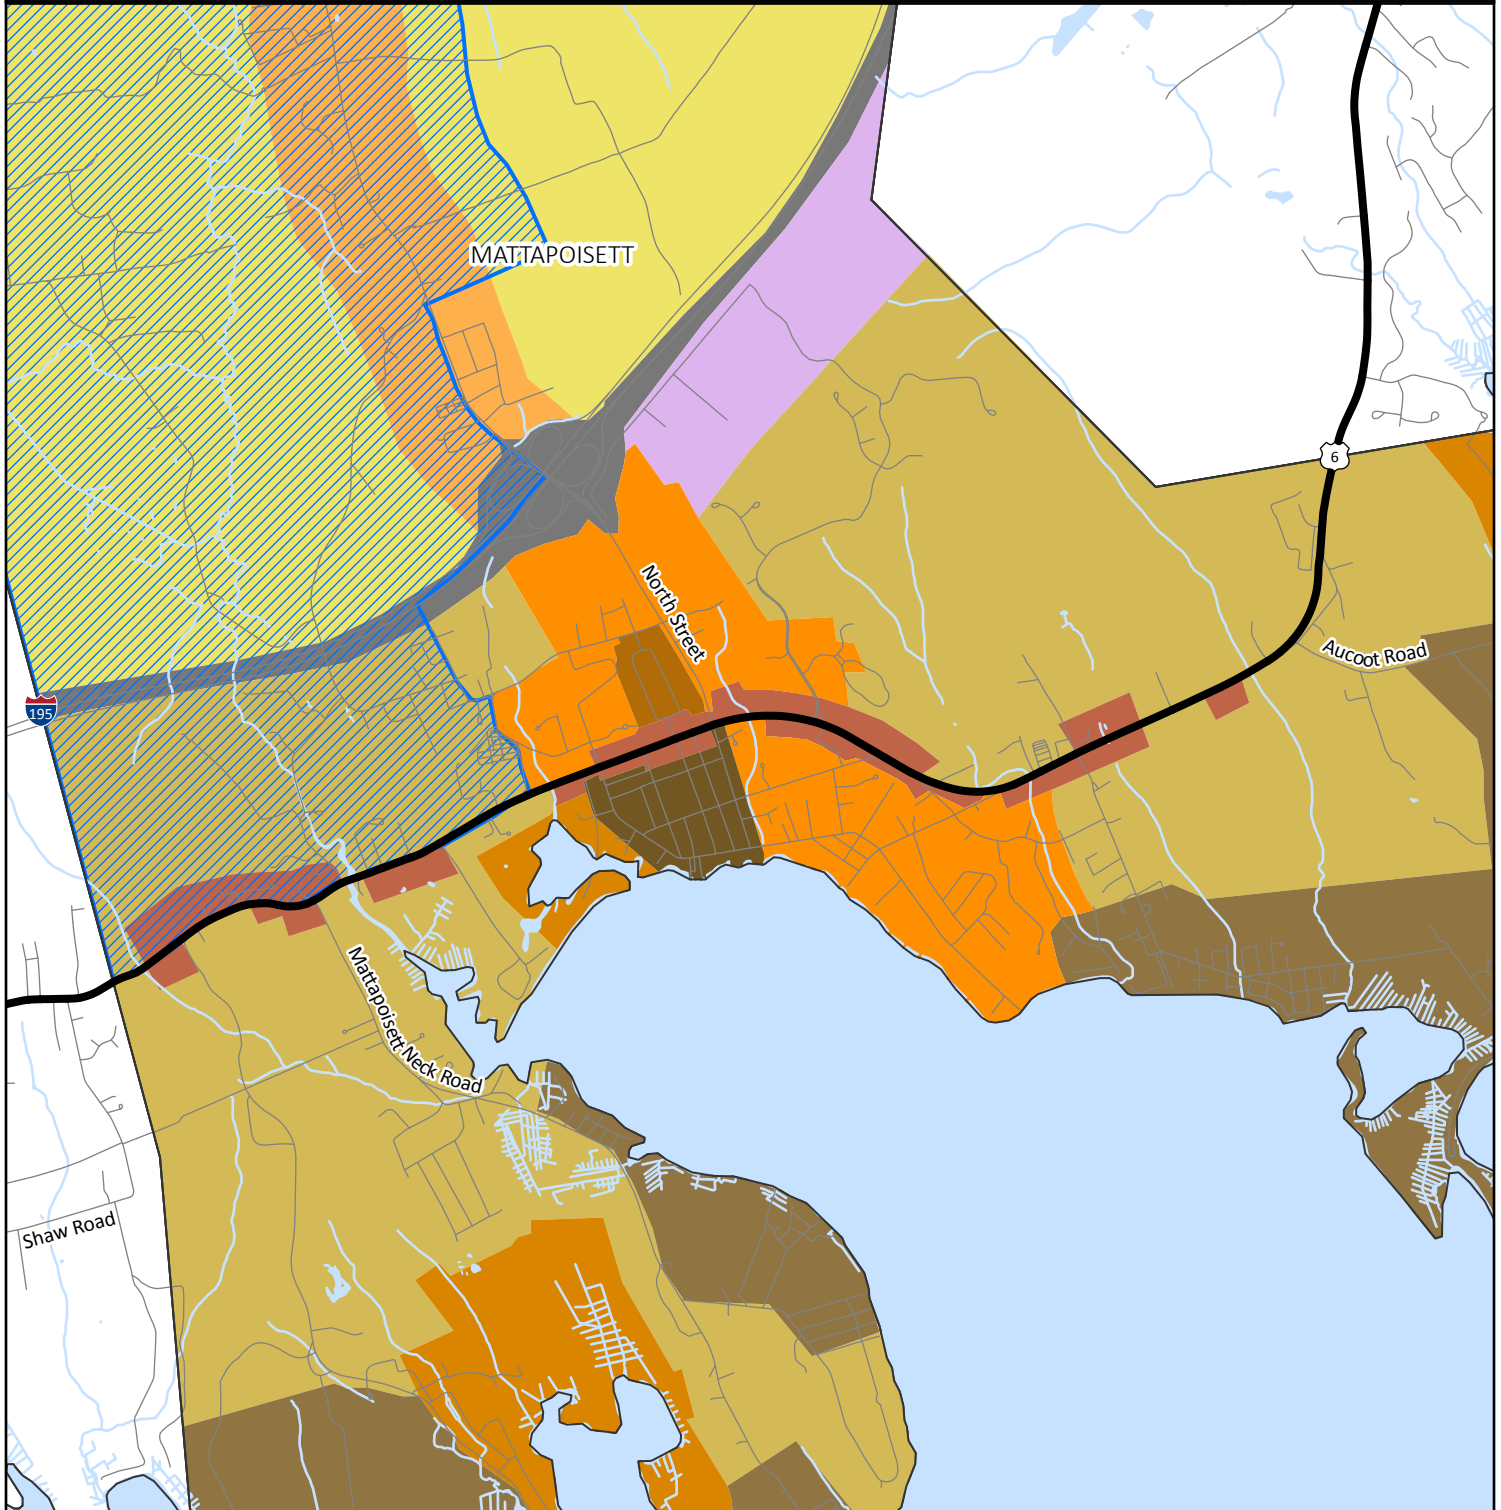 MATTAPOISETT
6
North Street
Aucoot Road
195
Mattapoisett Neck Road
Shaw Road